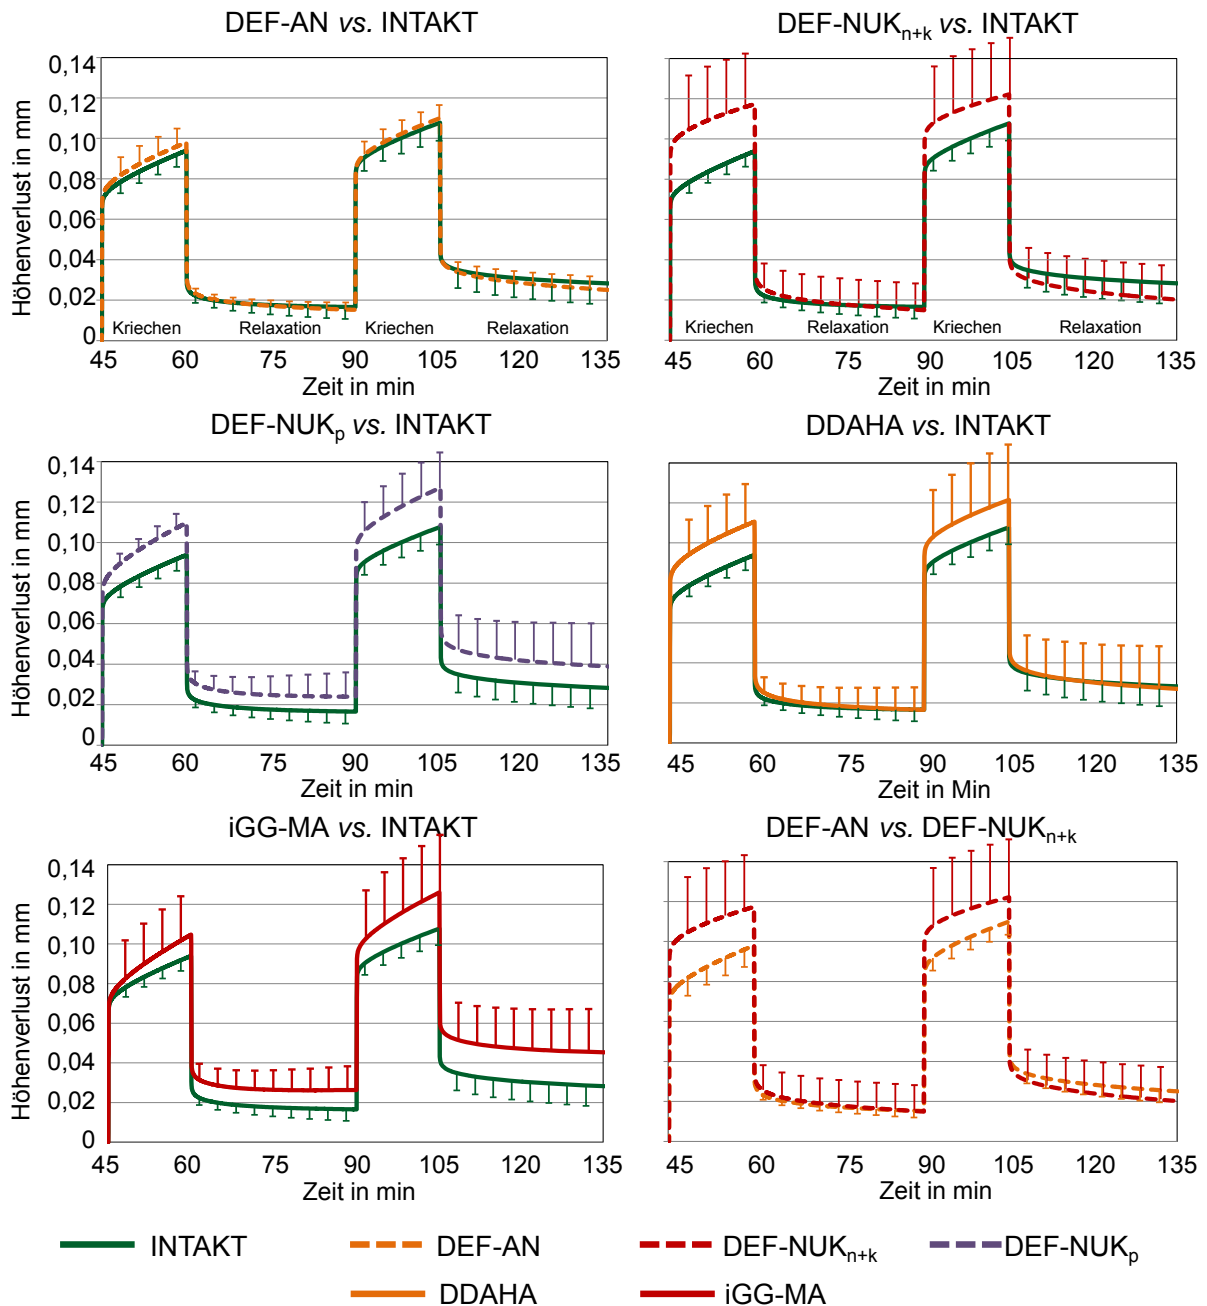 DEF-AN vs. INTAKT
Höhenverlust in mm
0,14
0,12
0,10
0,08
0,06
0,04
0,02
0
Kriechen Relaxation Kriechen Relaxation
45 60 75 90 105 120 135
Zeit in min
DEF-NUKn+k vs. INTAKT
Kriechen Relaxation Kriechen Relaxation
45 60 75 90 105 120 135
Zeit in min
DEF-NUKp vs. INTAKT
Höhenverlust in mm
0,14
0,12
0,10
0,08
0,06
0,04
0,02
0
45 60 75 90 105 120 135
Zeit in min
DDAHA vs. INTAKT
45 60 75 90 105 120 135
Zeit in Min
iGG-MA vs. INTAKT
Höhenverlust in mm
0,14
0,12
0,10
0,08
0,06
0,04
0,02
0
45 60 75 90 105 120 135
Zeit in min
DEF-AN vs. DEF-NUKn+k
45 60 75 90 105 120 135
Zeit in min
INTAKT DEF-AN DEF-NUKn+k DEF-NUKp
DDAHA iGG-MA